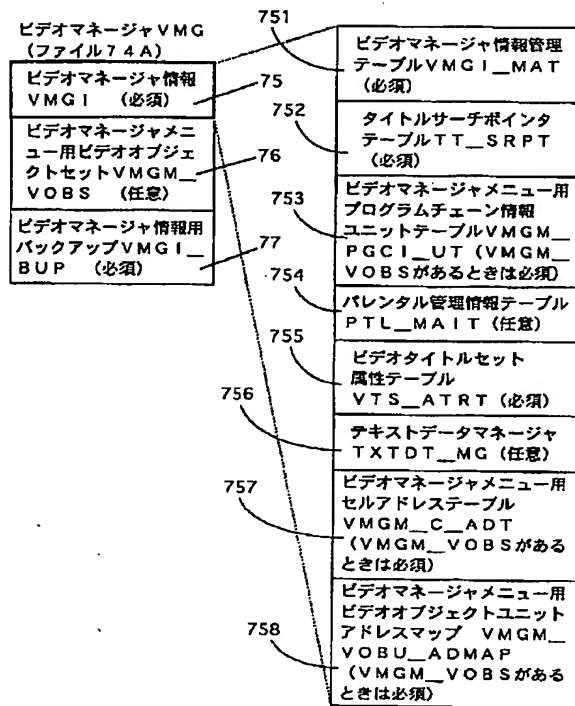 ビデオマネージャVMG
(ファイル74A)
ビデオマネージャ情報
VMGI (必須)
75
ビデオマネージャメニ
ュー用ビデオオブジェ
クトセットVMGM_
VOBS (任意)
76
ビデオマネージャ情報用
バックアップVMGI_
BUP (必須)
77
751
ビデオマネージャ情報管理
テーブルVMGI_MAT
(必須)
752
タイトルサーチポインタ
テーブルTT_SRPT
(必須)
753
ビデオマネージャメニュー用
プログラムチェーン情報
ユニットテーブルVMGM_
PGCI_UT (VMGM_
VOBSがあるときは必須)
754
パレンタル管理情報テーブル
PTL_MAIT (任意)
755
ビデオタイトルセット
属性テーブル
VTS_ATRT (必須)
756
テキストデータマネージャ
TXTDT_MG (任意)
757
ビデオマネージャメニュー用
セルアドレステーブル
VMGM_C_ADT
(VMGM_VOBSがある
ときは必須)
758
ビデオマネージャメニュー用
ビデオオブジェクトユニット
アドレスマップ VMGM_
VOBU_ADMAP
(VMGM_VOBSがある
ときは必須)